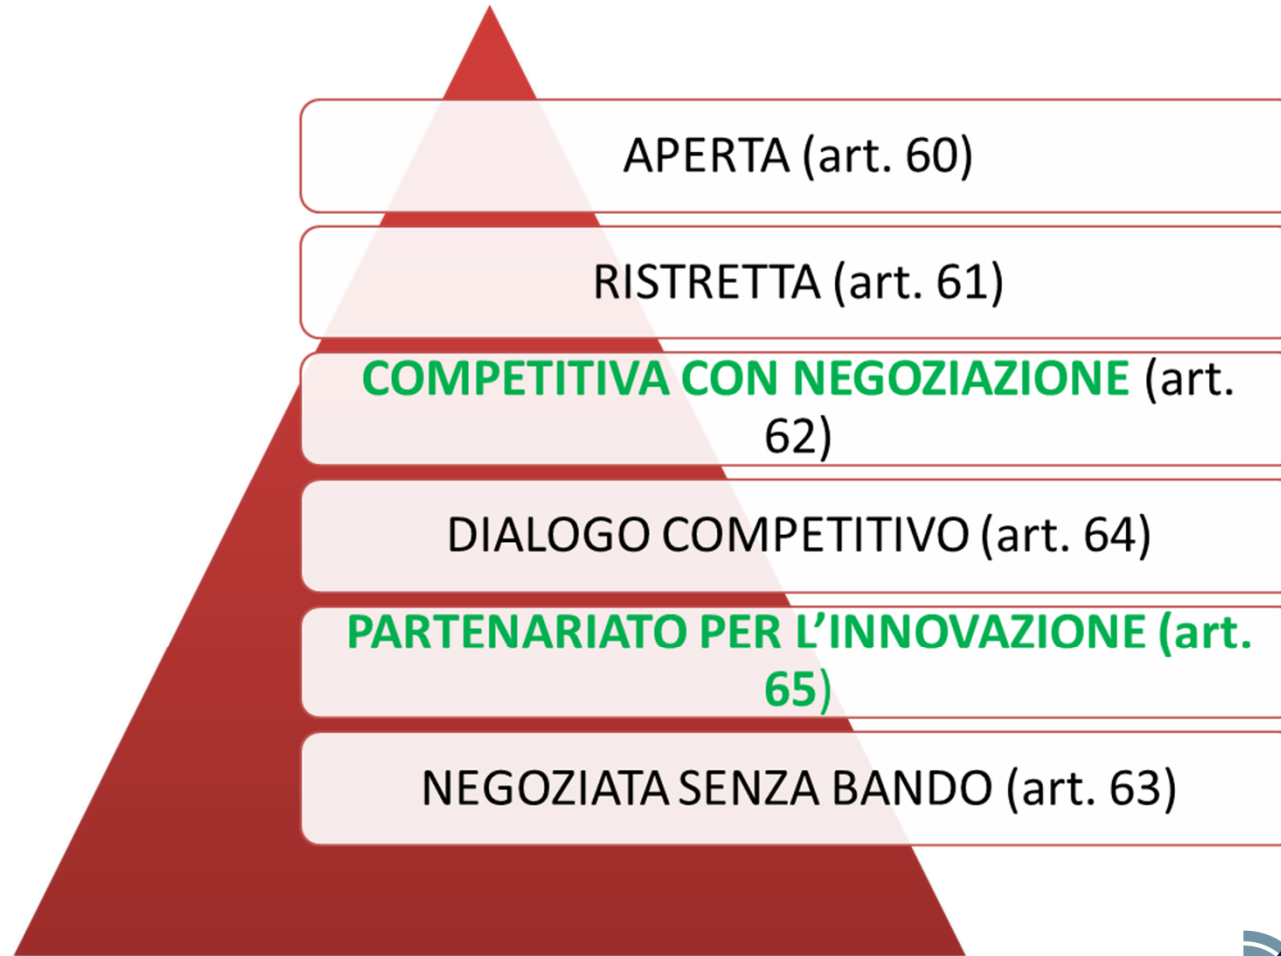 APERTA (art. 60)
RISTRETTA (art. 61)
COMPETITIVA CON NEGOZIAZIONE (art.
62)
DIALOGO COMPETITIVO (art. 64)
PARTENARIATO PER L’INNOVAZIONE (art.
65)
NEGOZIATA SENZA BANDO (art. 63)